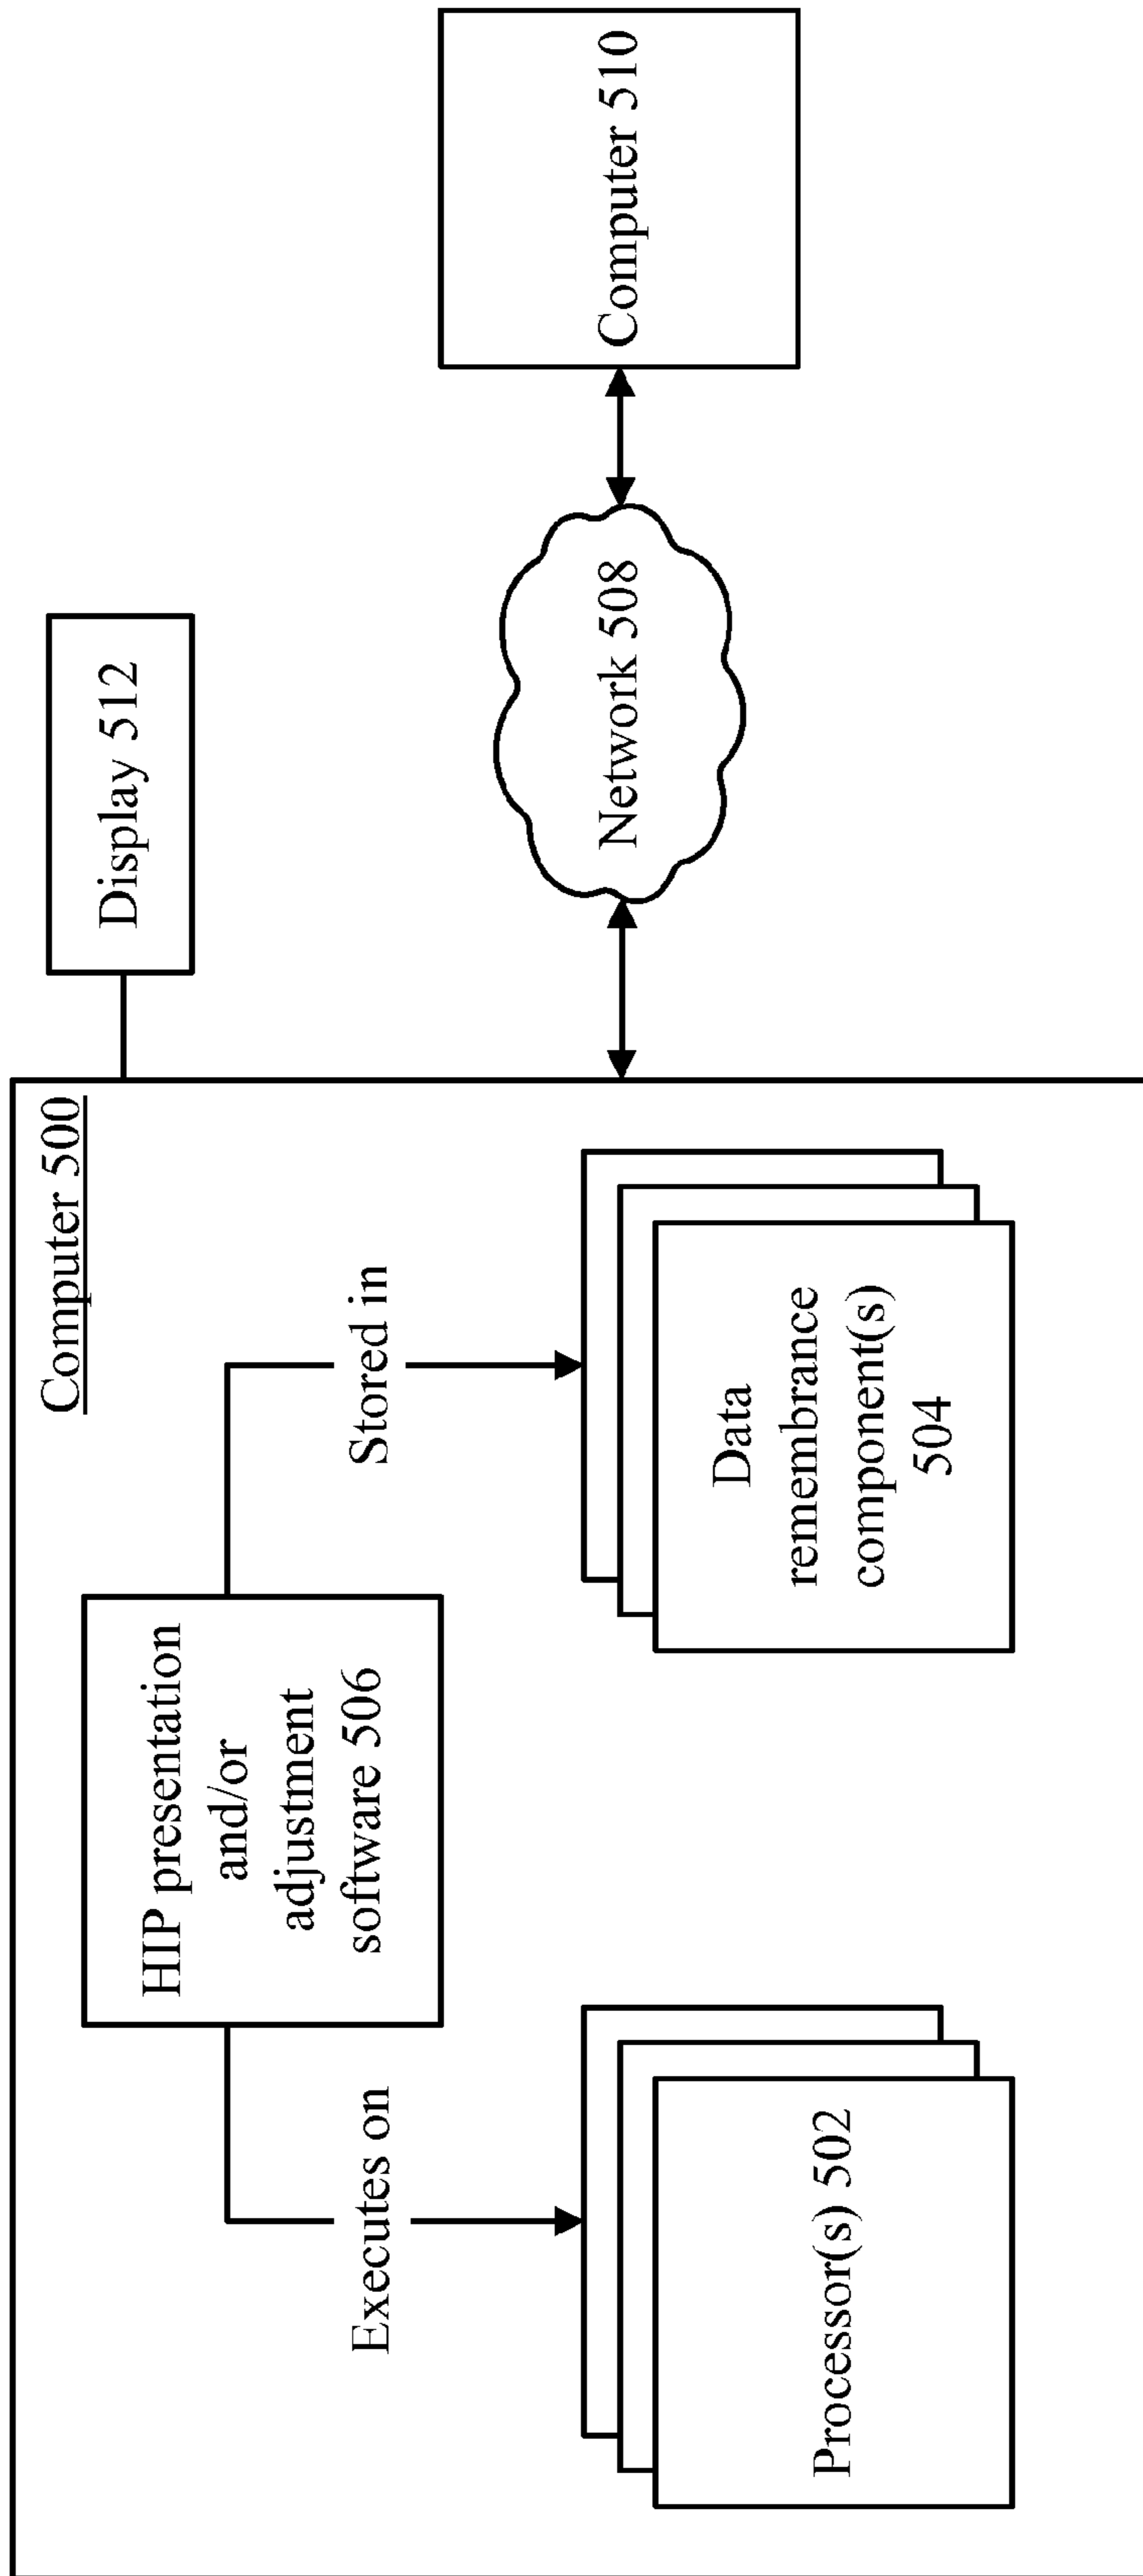 Computer 500
HIP presentation
and/or
adjustment
software 506
Executes on
Stored in
Processor(s) 502
Data
remembrance
component(s)
504
Display 512
Network 508
Computer 510